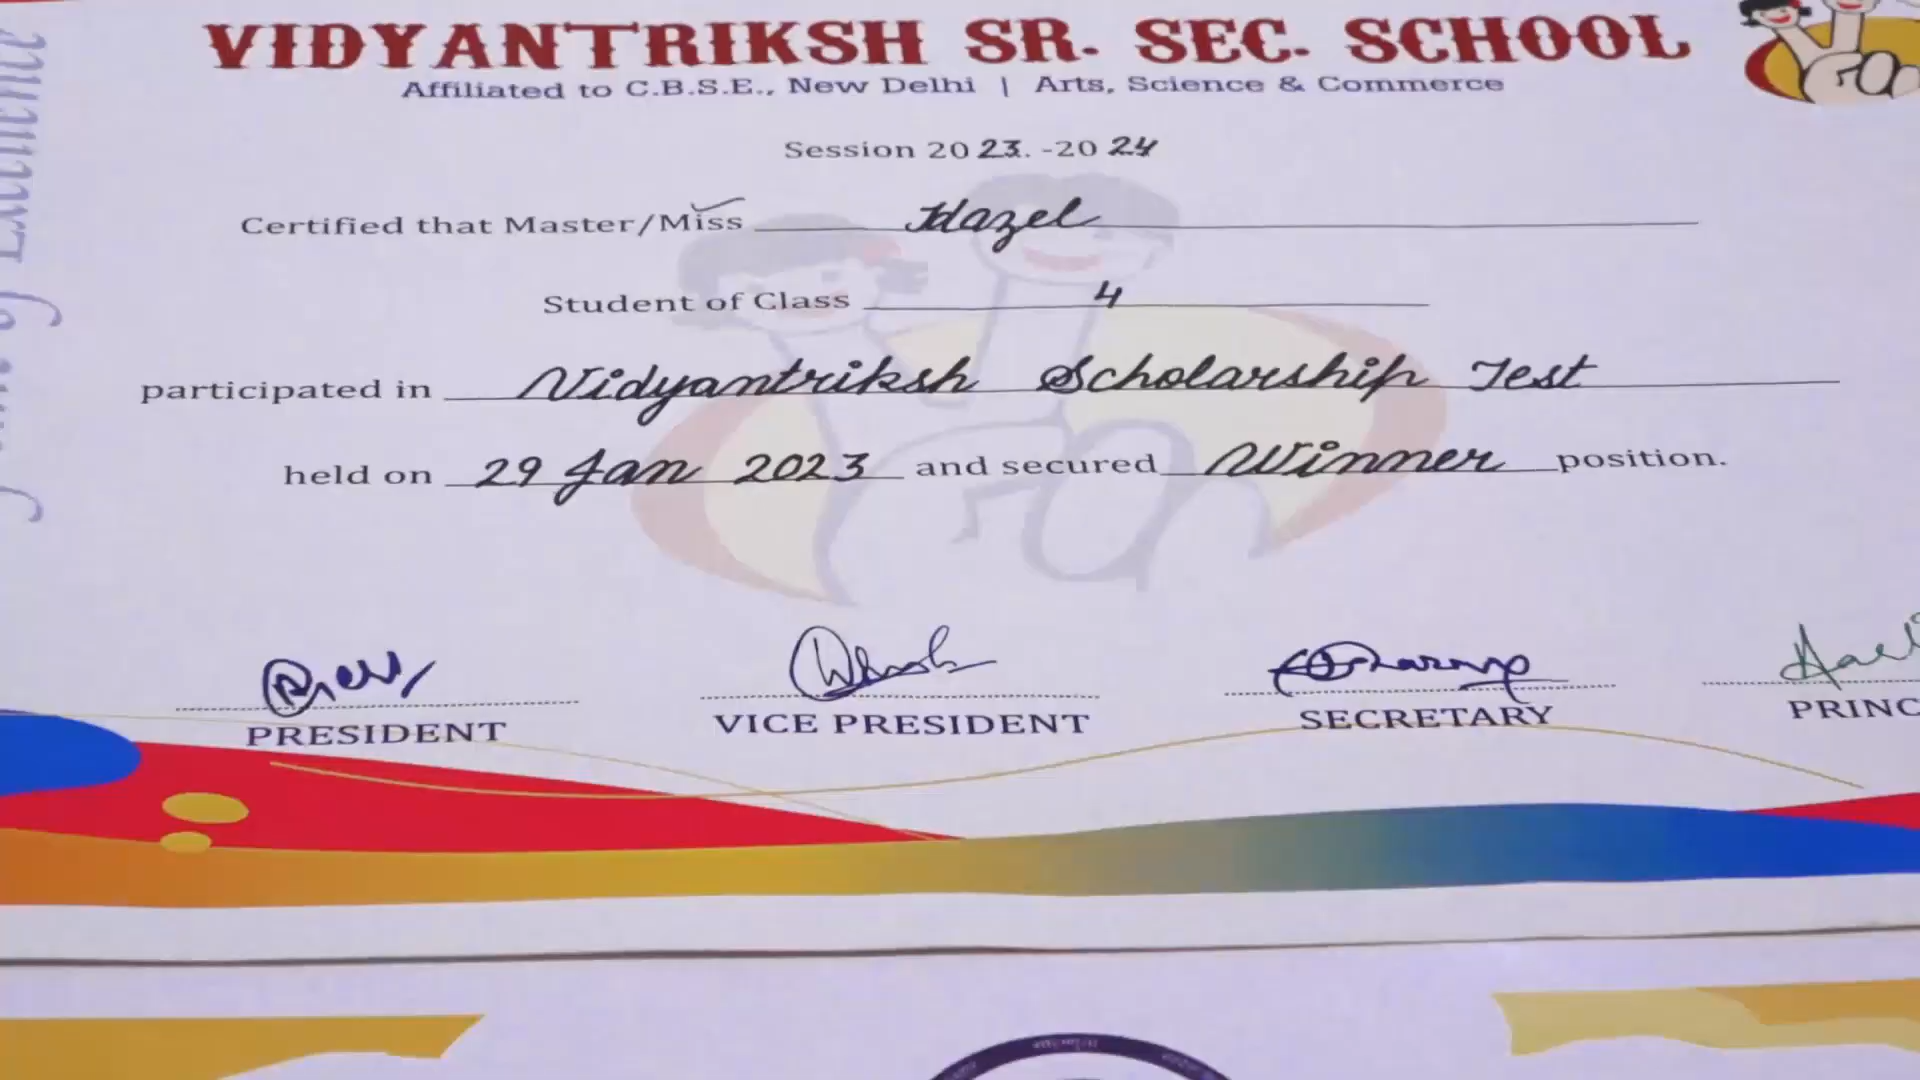 VIDYANTRIKSH SR. SEC. SCHOOL
Affiliated to C.B.S.E., New Delhi | Arts, Science & Commerce
Session 2023.-2024
Certified that Master/Miss Hazel
Student of Class 4
participated in Vidyantriksh Scholarship Test
held on 29 Jan 2023 and secured Winner position.
PRESIDENT VICE PRESIDENT SECRETARY PRINC
of Excellence